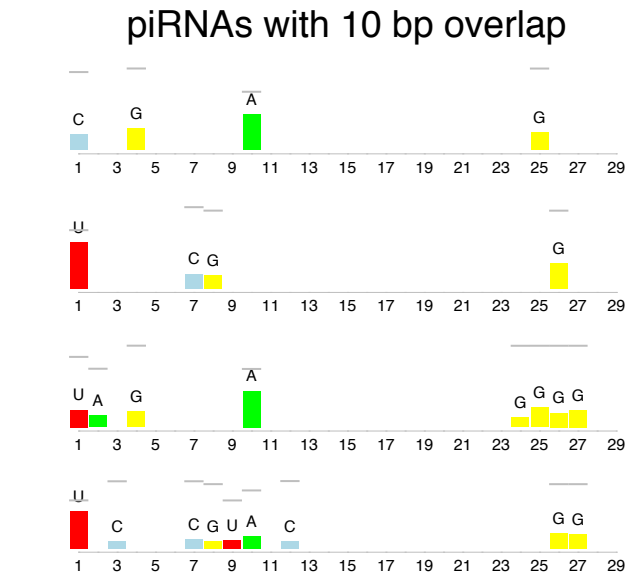 piRNAs with 10 bp overlap
C G A G
1 3 5 7 9 11 13 15 17 19 21 23 25 27 29
U C G G
1 3 5 7 9 11 13 15 17 19 21 23 25 27 29
U A G A G G G G
1 3 5 7 9 11 13 15 17 19 21 23 25 27 29
U C C G U A C G G
1 3 5 7 9 11 13 15 17 19 21 23 25 27 29